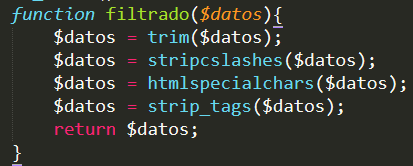 function filtrado($datos){
$datos = trim($datos);
$datos = stripcslashes($datos);
$datos = htmlspecialchars($datos);
$datos = strip_tags($datos);
return $datos;
}